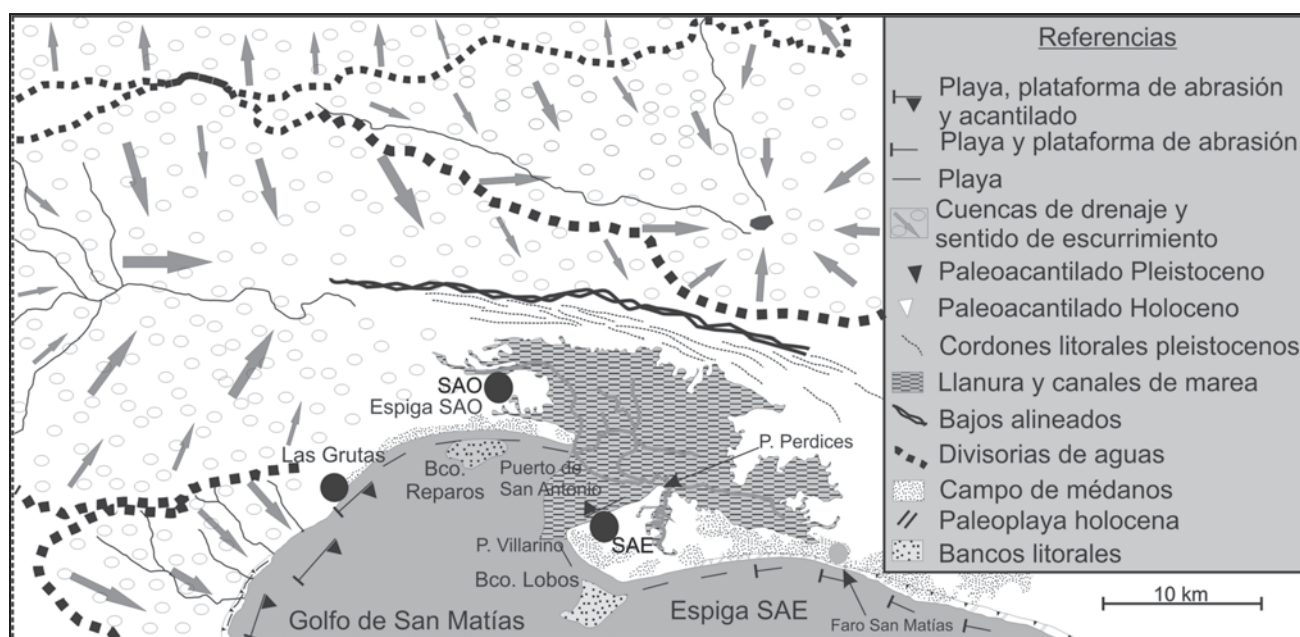 Referencias
Playa, plataforma de abrasión
y acantilado
Playa y plataforma de abrasión
Playa
Cuencas de drenaje y
sentido de escurrimiento
Paleoacantilado Pleistoceno
Paleoacantilado Holoceno
Cordones litorales pleistocenos
Llanura y canales de marea
Bajos alineados
Divisorias de aguas
Campo de médanos
Paleoplaya holocena
Bancos litorales
SAO
Espiga SAO
P. Perdices
Las Grutas
Bco.
Reparos
Puerto de
San Antonio
SAE
P. Villarino
Bco. Lobos
Golfo de San Matías
Espiga SAE
Faro San Matías
10 km